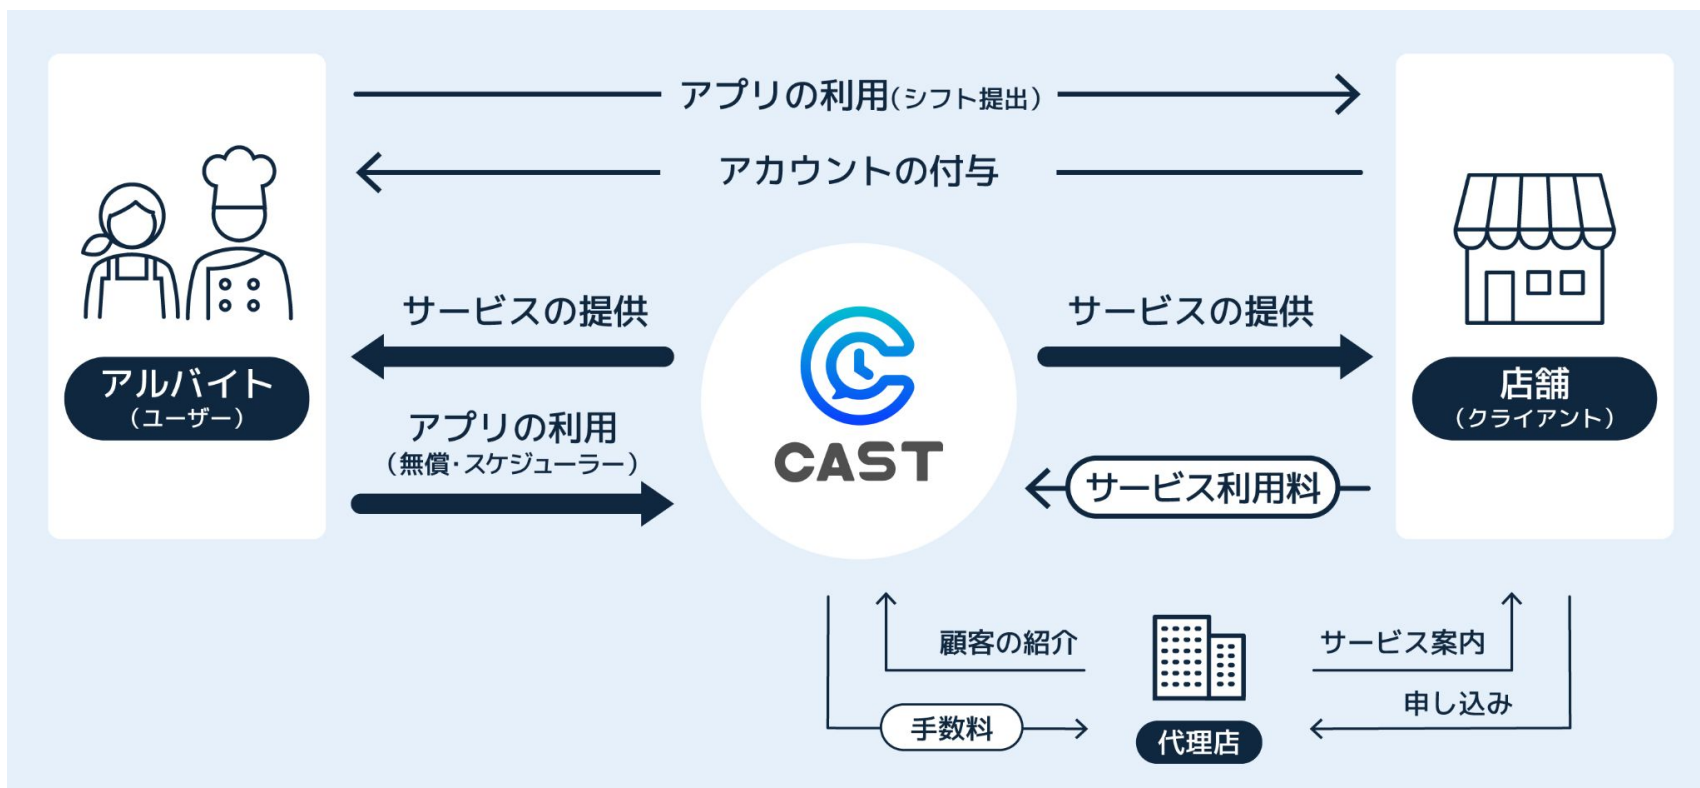 アプリの利用(シフト提出)
アカウントの付与
サービスの提供
サービスの提供
アルバイト
(ユーザー)
アプリの利用
(無償・スケジューラー)
CAST
店舗
(クライアント)
サービス利用料
顧客の紹介
サービス案内
手数料
申し込み
代理店